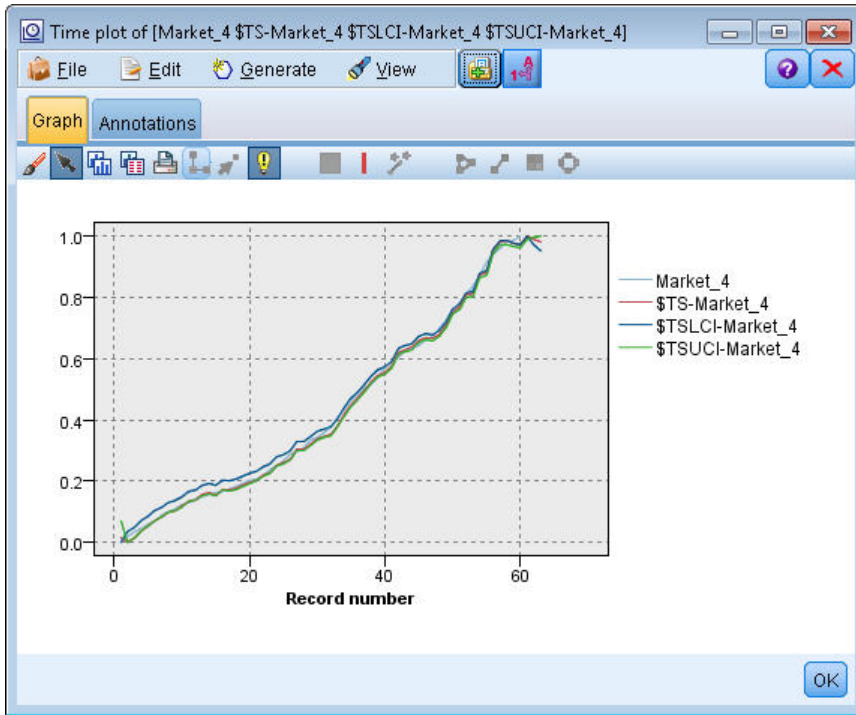 Time plot of [Market_4 $TS-Market_4 $TSLCI-Market_4 $TSUCI-Market_4]
File Edit Generate View
Graph Annotations
1.0
0.8
0.6
0.4
0.2
0.0
0 20 40 60
Record number
Market_4
$TS-Market_4
$TSLCI-Market_4
$TSUCI-Market_4
OK